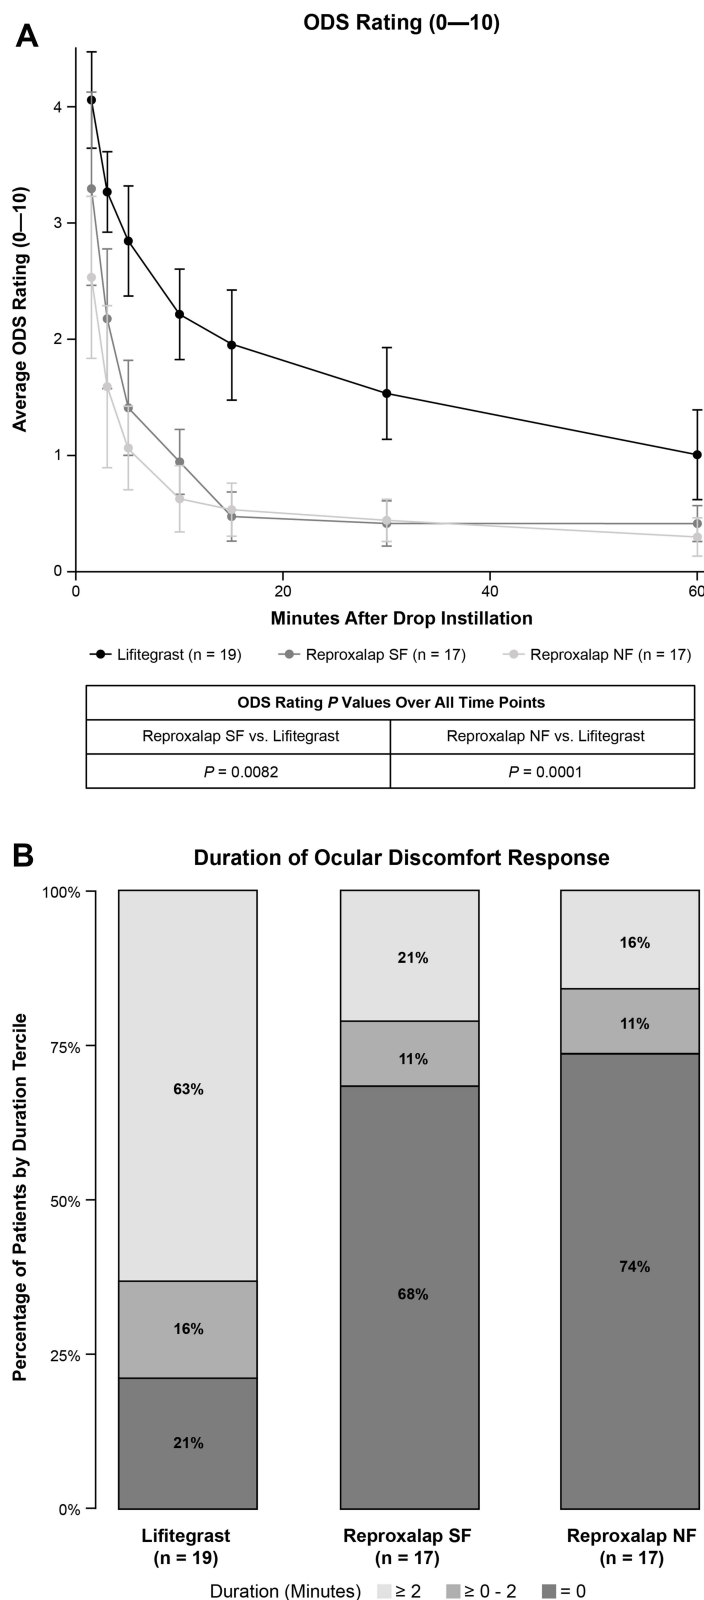 A
ODS Rating (0—10)
Average ODS Rating (0—10)
4
3
2
1
0
0 20 40 60
Minutes After Drop Instillation
Lifitegrast (n = 19) Reproxalap SF (n = 17) Reproxalap NF (n = 17)
ODS Rating P Values Over All Time Points
Reproxalap SF vs. Lifitegrast Reproxalap NF vs. Lifitegrast
P = 0.0082 P = 0.0001
B
Duration of Ocular Discomfort Response
Percentage of Patients by Duration Tercile
100%
75%
50%
25%
0%
63%
16%
21%
21%
11%
68%
16%
11%
74%
Lifitegrast
(n = 19)
Reproxalap SF
(n = 17)
Reproxalap NF
(n = 17)
Duration (Minutes) ≥ 2 ≥ 0 - 2 = 0